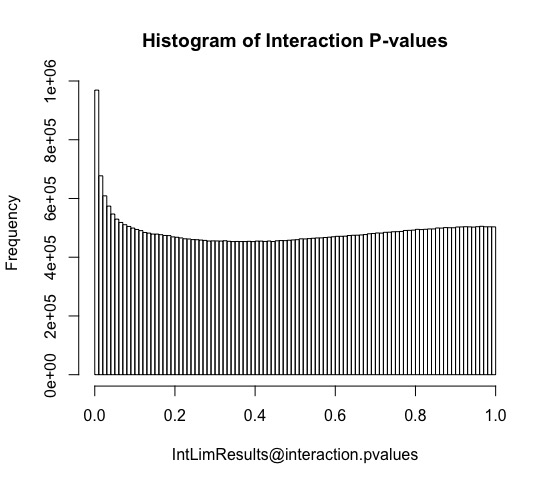 Histogram of Interaction P-values
Frequency
1e+06
8e+05
6e+05
4e+05
2e+05
0e+00
0.0 0.2 0.4 0.6 0.8 1.0
IntLimResults@interaction.pvalues